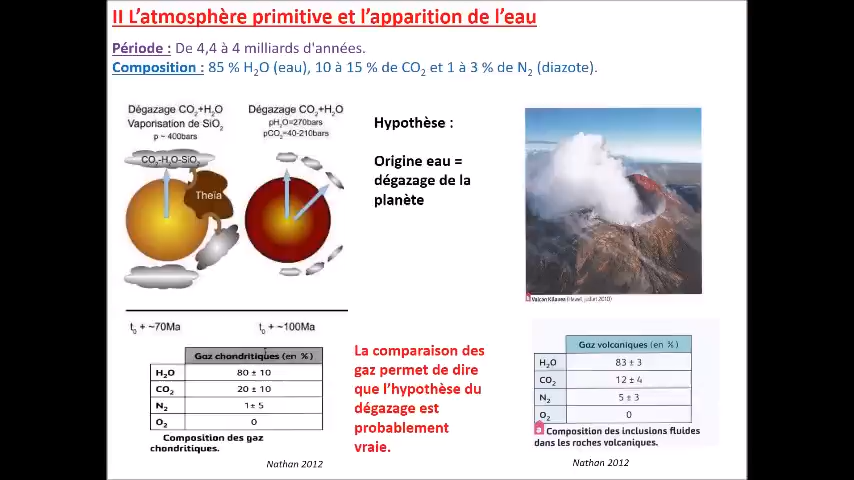 II L'atmosphère primitive et l'apparition de l'eau
Période : De 4,4 à 4 milliards d'années.
Composition : 85 % H₂O (eau), 10 à 15 % de CO₂ et 1 à 3 % de N₂ (diazote).
Dégazage CO₂+H₂O
Vaporisation de SiO₂
p ~ 400bars
CO₂-H₂O-SiO₂
Theïa
t₀ + ~70Ma
Dégazage CO₂+H₂O
pH₂O=270bars
pCO₂=40-210bars
t₀ + ~100Ma
Hypothèse :
Origine eau =
dégazage de la
planète
Volcan Kilauea (Hawaï, juillet 2010)
Gaz chondritiques (en %)
H₂O 80 ± 10
CO₂ 20 ± 10
N₂ 1± 5
O₂ 0
Composition des gaz
chondritiques.
Nathan 2012
La comparaison des
gaz permet de dire
que l'hypothèse du
dégazage est
probablement
vraie.
Gaz volcaniques (en %)
H₂O 83 ± 3
CO₂ 12 ± 4
N₂ 5 ± 3
O₂ 0
Composition des inclusions fluides
dans les roches volcaniques.
Nathan 2012